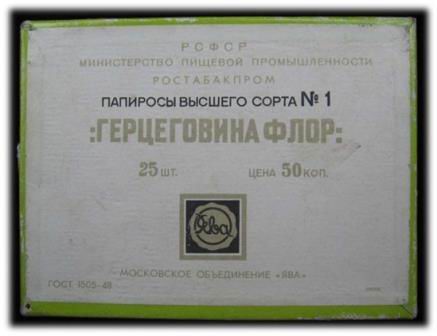 РСФСР
МИНИСТЕРСТВО ПИЩЕВОЙ ПРОМЫШЛЕННОСТИ
РОСТАБАКПРОМ
ПАПИРОСЫ ВЫСШЕГО СОРТА № 1
:ГЕРЦЕГОВИНА ФЛОР:
25 ШТ. ЦЕНА 50 КОП.
Ява
МОСКОВСКОЕ ОБЪЕДИНЕНИЕ «ЯВА»
ГОСТ 1505-48